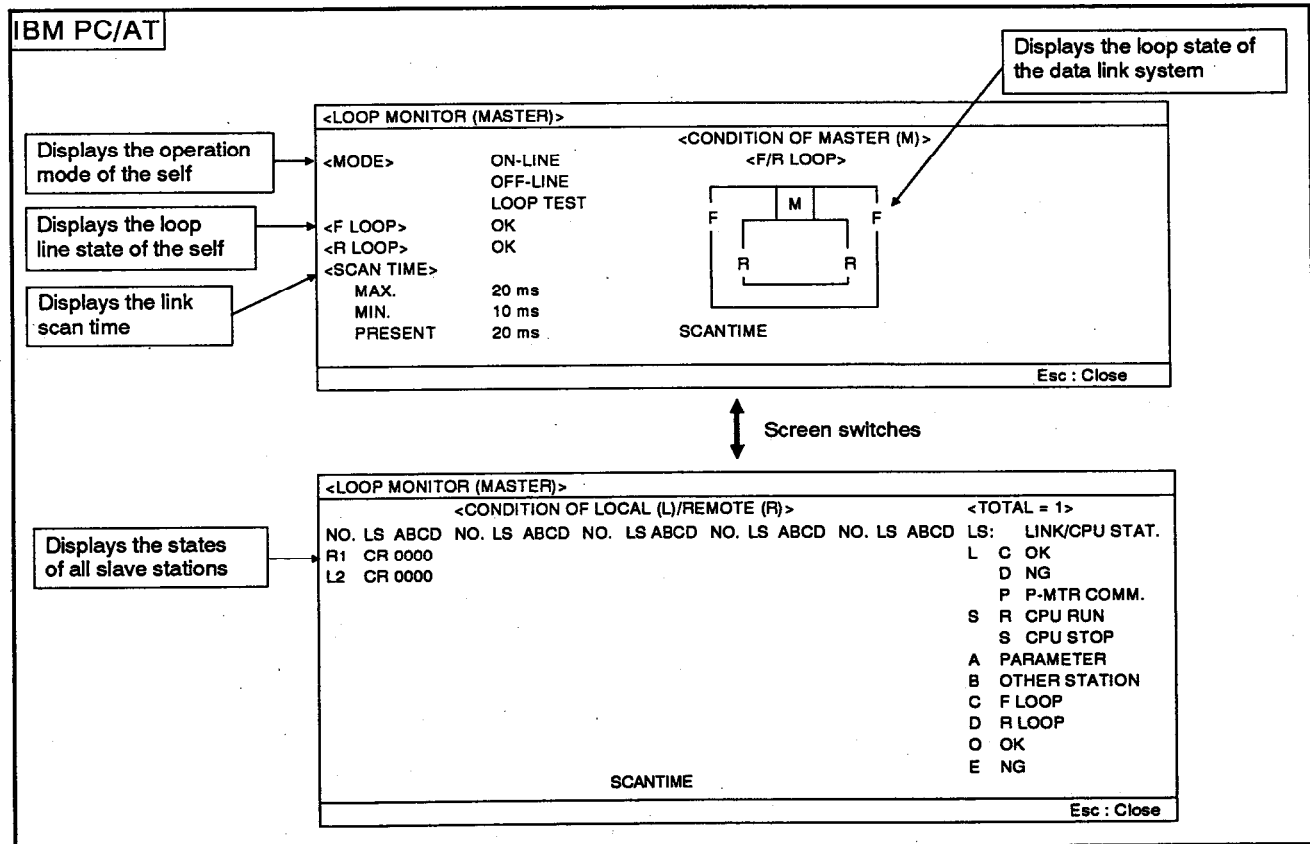 IBM PC/AT
Displays the loop state of
the data link system
<LOOP MONITOR (MASTER)>
<CONDITION OF MASTER (M)>
Displays the operation
mode of the self
<MODE> ON-LINE <F/R LOOP>
OFF-LINE
LOOP TEST M
F F
Displays the loop
line state of the self
<F LOOP> OK
<R LOOP> OK
R R
<SCAN TIME>
Displays the link
scan time
MAX. 20 ms
MIN. 10 ms
PRESENT 20 ms SCANTIME
Esc : Close
Screen switches
<LOOP MONITOR (MASTER)>
<CONDITION OF LOCAL (L)/REMOTE (R)> <TOTAL = 1>
NO. LS ABCD NO. LS ABCD NO. LS ABCD NO. LS ABCD NO. LS ABCD LS: LINK/CPU STAT.
Displays the states
of all slave stations
R1 CR 0000 L C OK
L2 CR 0000 D NG
P P-MTR COMM.
S R CPU RUN
S CPU STOP
A PARAMETER
B OTHER STATION
C F LOOP
D R LOOP
O OK
E NG
SCANTIME
Esc : Close